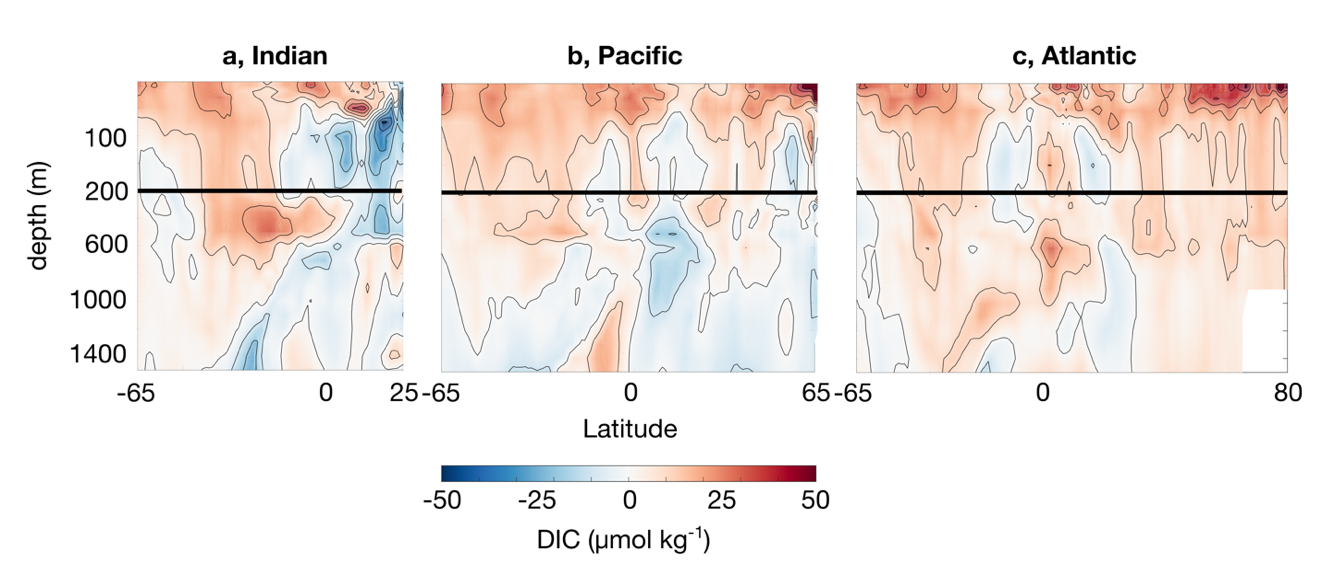 a, Indian
b, Pacific
c, Atlantic
depth (m)
100
200
600
1000
1400
-65 0 25 -65 0 65 -65 0 80
Latitude
-50 -25 0 25 50
DIC (µmol kg⁻¹)